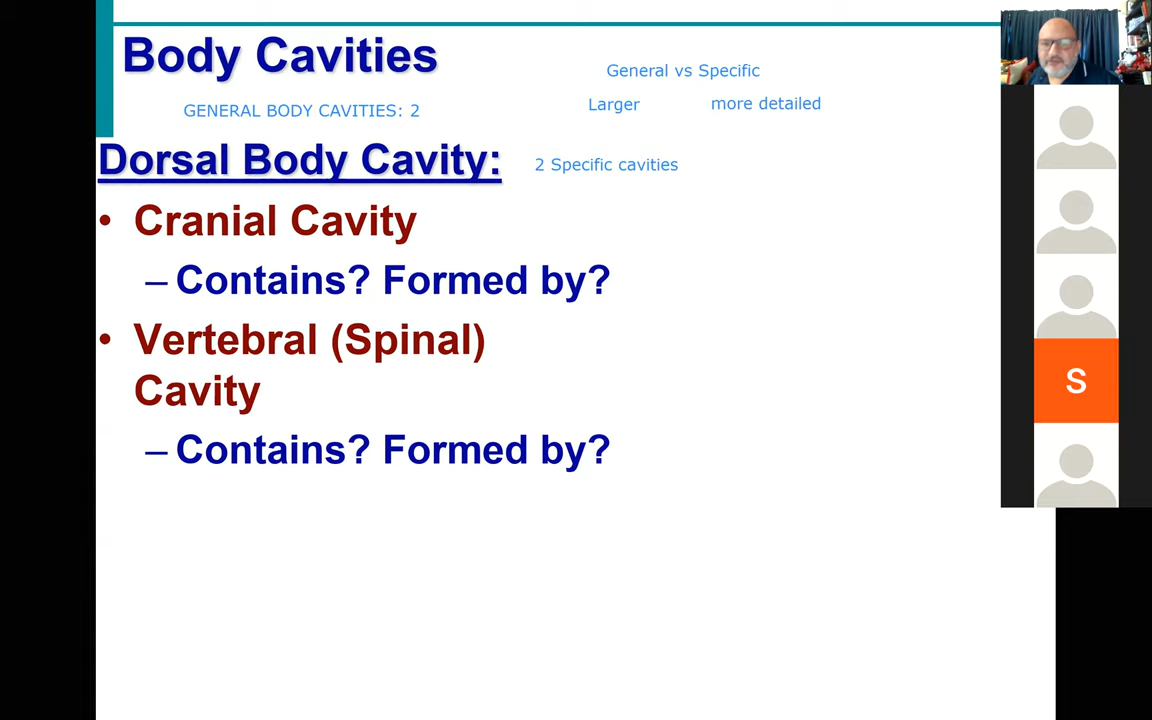 Body Cavities
General vs Specific
Larger more detailed
GENERAL BODY CAVITIES: 2
Dorsal Body Cavity:
2 Specific cavities
• Cranial Cavity
– Contains? Formed by?
• Vertebral (Spinal)
Cavity
– Contains? Formed by?
S